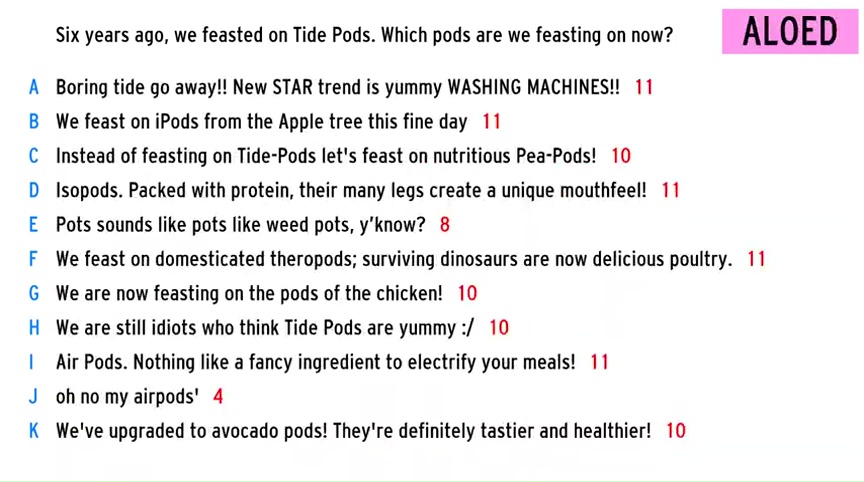 Six years ago, we feasted on Tide Pods. Which pods are we feasting on now?
ALOED
A Boring tide go away!! New STAR trend is yummy WASHING MACHINES!! 11
B We feast on iPods from the Apple tree this fine day 11
C Instead of feasting on Tide-Pods let's feast on nutritious Pea-Pods! 10
D Isopods. Packed with protein, their many legs create a unique mouthfeel! 11
E Pots sounds like pots like weed pots, y’know? 8
F We feast on domesticated theropods; surviving dinosaurs are now delicious poultry. 11
G We are now feasting on the pods of the chicken! 10
H We are still idiots who think Tide Pods are yummy :/ 10
I Air Pods. Nothing like a fancy ingredient to electrify your meals! 11
J oh no my airpods' 4
K We've upgraded to avocado pods! They're definitely tastier and healthier! 10